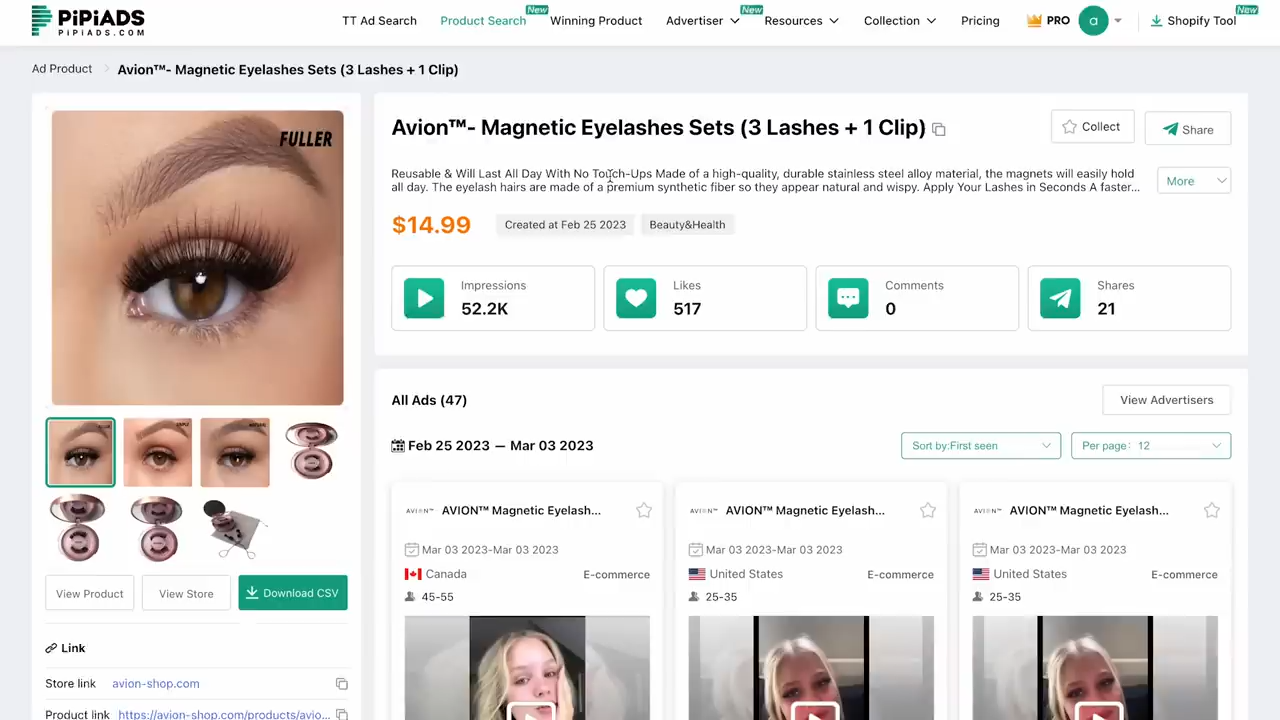 PiPiADS
PIPIADS.COM
TT Ad Search
Product Search
New
Winning Product
Advertiser
New
Resources
Collection
Pricing
PRO
a
Shopify Tool
New
Ad Product > Avion™- Magnetic Eyelashes Sets (3 Lashes + 1 Clip)
FULLER
View Product
View Store
Download CSV
Link
Store link avion-shop.com
Product link https://avion-shop.com/products/avio...
Avion™- Magnetic Eyelashes Sets (3 Lashes + 1 Clip)
Collect
Share
Reusable & Will Last All Day With No Touch-Ups Made of a high-quality, durable stainless steel alloy material, the magnets will easily hold
all day. The eyelash hairs are made of a premium synthetic fiber so they appear natural and wispy. Apply Your Lashes in Seconds A faster...
More
$14.99
Created at Feb 25 2023
Beauty&Health
Impressions
52.2K
Likes
517
Comments
0
Shares
21
All Ads (47)
View Advertisers
Feb 25 2023 — Mar 03 2023
Sort by:First seen
Per page: 12
AVION™ AVION™ Magnetic Eyelash...
Mar 03 2023-Mar 03 2023
Canada E-commerce
45-55
AVION™ AVION™ Magnetic Eyelash...
Mar 03 2023-Mar 03 2023
United States E-commerce
25-35
AVION™ AVION™ Magnetic Eyelash...
Mar 03 2023-Mar 03 2023
United States E-commerce
25-35